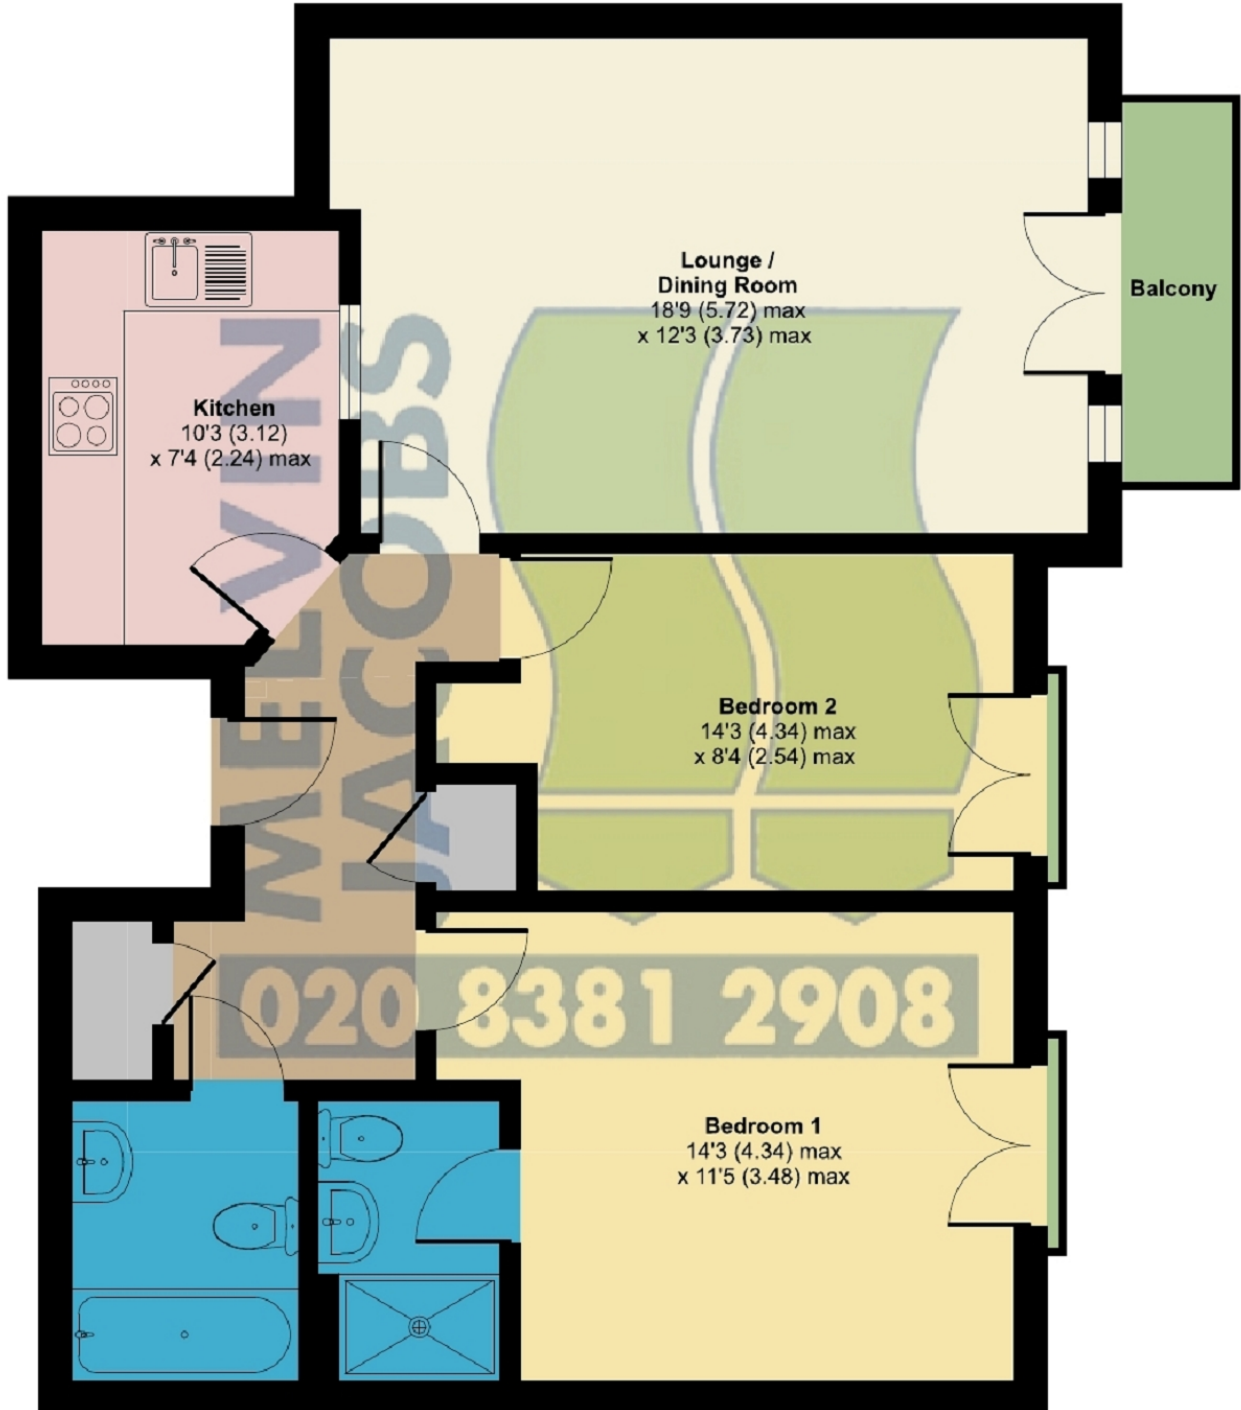 Lounge /
Dining Room
18'9 (5.72) max
x 12'3 (3.73) max
Balcony
Kitchen
10'3 (3.12)
x 7'4 (2.24) max
Bedroom 2
14'3 (4.34) max
x 8'4 (2.54) max
MELVIN
JACOBS
020 8381 2908
Bedroom 1
14'3 (4.34) max
x 11'5 (3.48) max